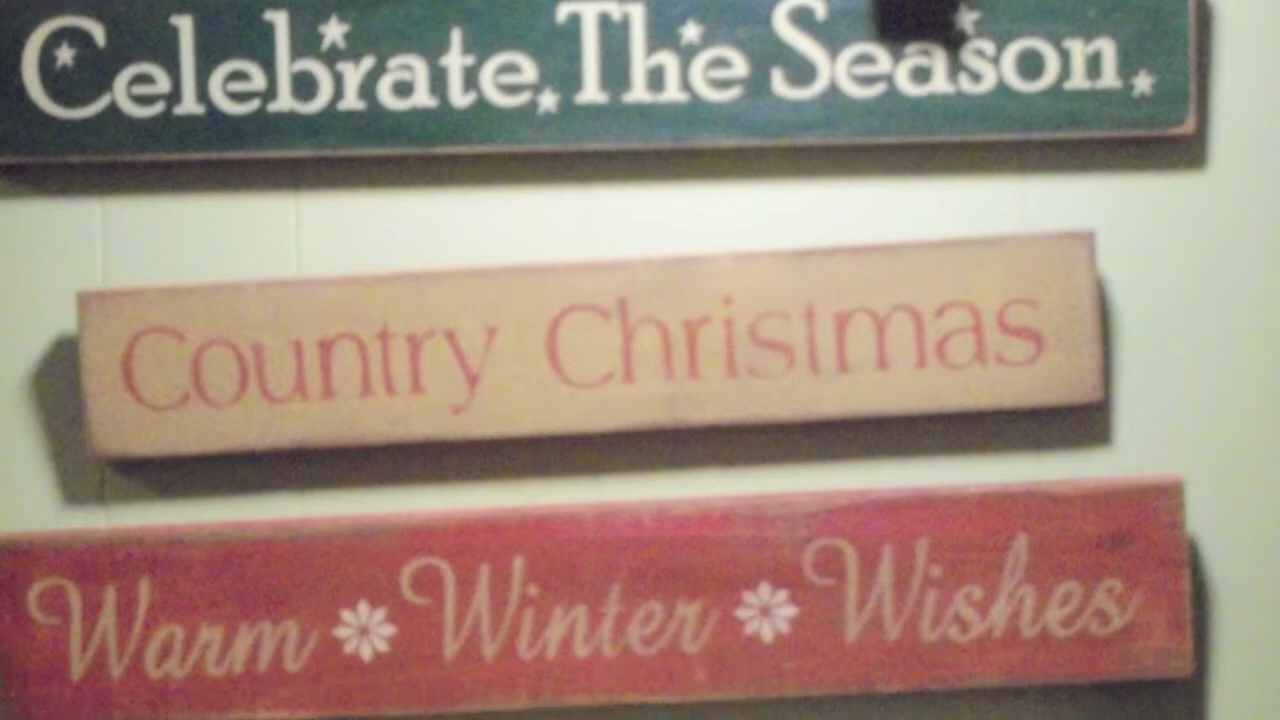 Celebrate The Season
Country Christmas
Warm Winter Wishes